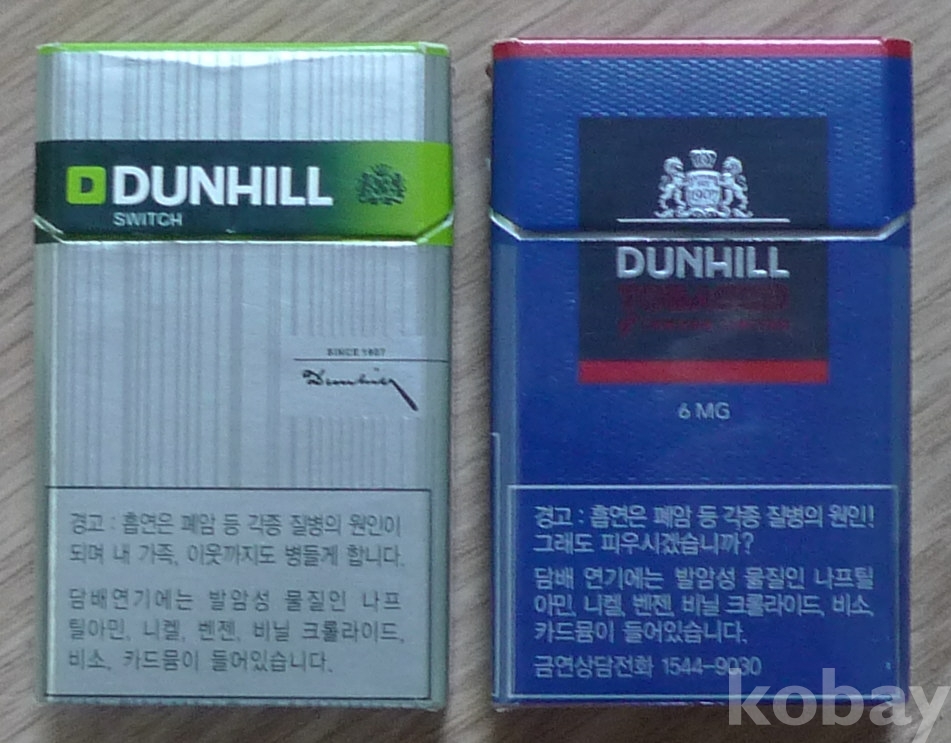 D DUNHILL
SWITCH
SINCE 1907
Dunhill
경고 : 흡연은 폐암 등 각종 질병의 원인이
되며 내 가족, 이웃까지도 병들게 합니다.
담배연기에는 발암성 물질인 나프
틸아민, 니켈, 벤젠, 비닐 크롤라이드,
비소, 카드뮴이 들어있습니다.
1907
DUNHILL
6 MG
경고 : 흡연은 폐암 등 각종 질병의 원인!
그래도 피우시겠습니까?
담배 연기에는 발암성 물질인 나프틸
아민, 니켈, 벤젠, 비닐 크롤라이드, 비소,
카드뮴이 들어있습니다.
금연상담전화 1544-9030
kobay